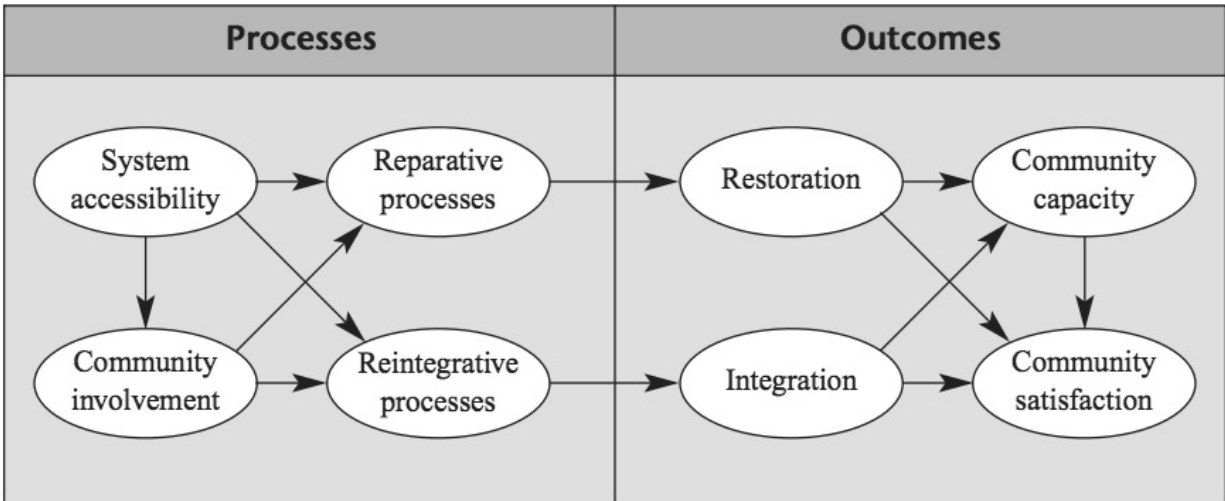 Processes
Outcomes
System
accessibility
Reparative
processes
Restoration
Community
capacity
Community
involvement
Reintegrative
processes
Integration
Community
satisfaction